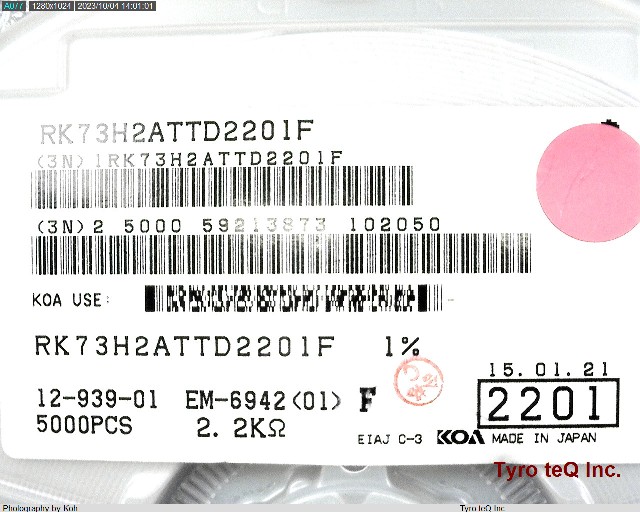 A077 1280x1024 2023/10/04 14:01:01
RK73H2ATTD2201F
(3N) 1RK73H2ATTD2201F
(3N) 2 5000 59213973 102050
KOA USE:
RK73H2ATTD2201F 1%
15.01.21
12-939-01 EM-6942(01) F
2201
5000PCS 2.2KΩ
EIAJ C-3 KOA MADE IN JAPAN
Tyro teQ Inc.
Photography by Koh Tyro teQ Inc